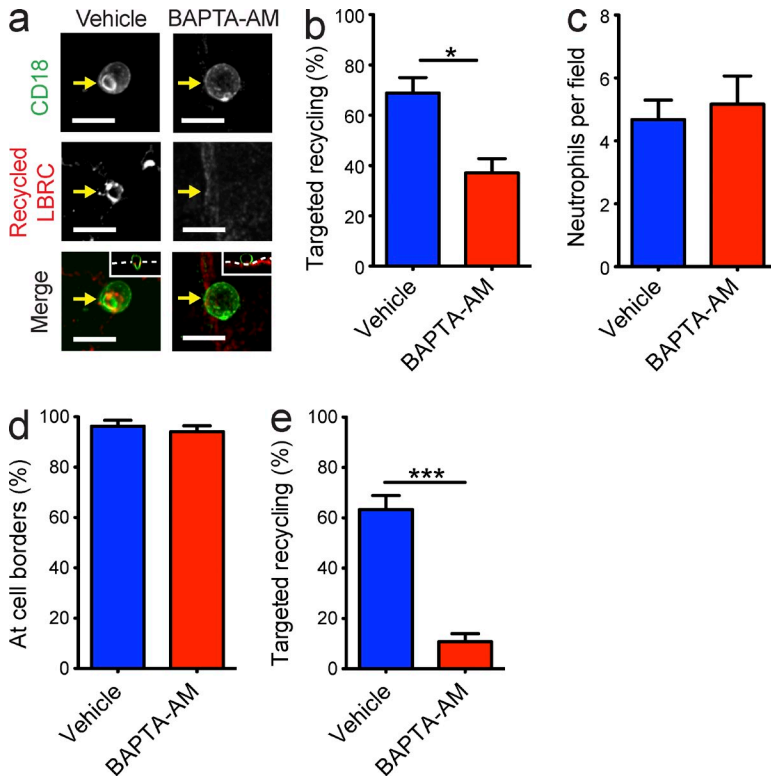 a
Vehicle
BAPTA-AM
CD18
Recycled
LBRC
Merge
b
Targeted recycling (%)
100
80
60
40
20
0
*
Vehicle
BAPTA-AM
c
Neutrophils per field
8
6
4
2
0
Vehicle
BAPTA-AM
d
At cell borders (%)
100
80
60
40
20
0
Vehicle
BAPTA-AM
e
Targeted recycling (%)
100
80
60
40
20
0
***
Vehicle
BAPTA-AM